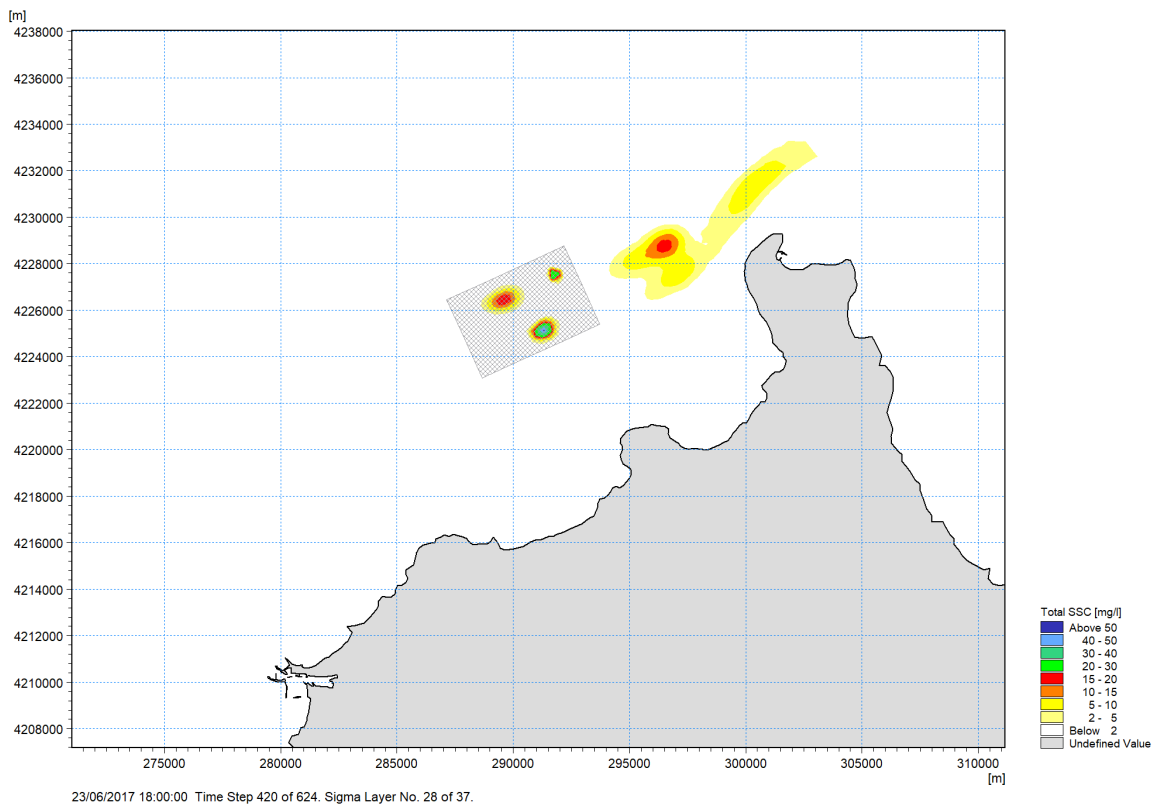 [m]
4238000
4236000
4234000
4232000
4230000
4228000
4226000
4224000
4222000
4220000
4218000
4216000
4214000
4212000
4210000
4208000
275000 280000 285000 290000 295000 300000 305000 310000
[m]
Total SSC [mg/l]
Above 50
40 - 50
30 - 40
20 - 30
15 - 20
10 - 15
5 - 10
2 - 5
Below 2
Undefined Value
23/06/2017 18:00:00 Time Step 420 of 624. Sigma Layer No. 28 of 37.